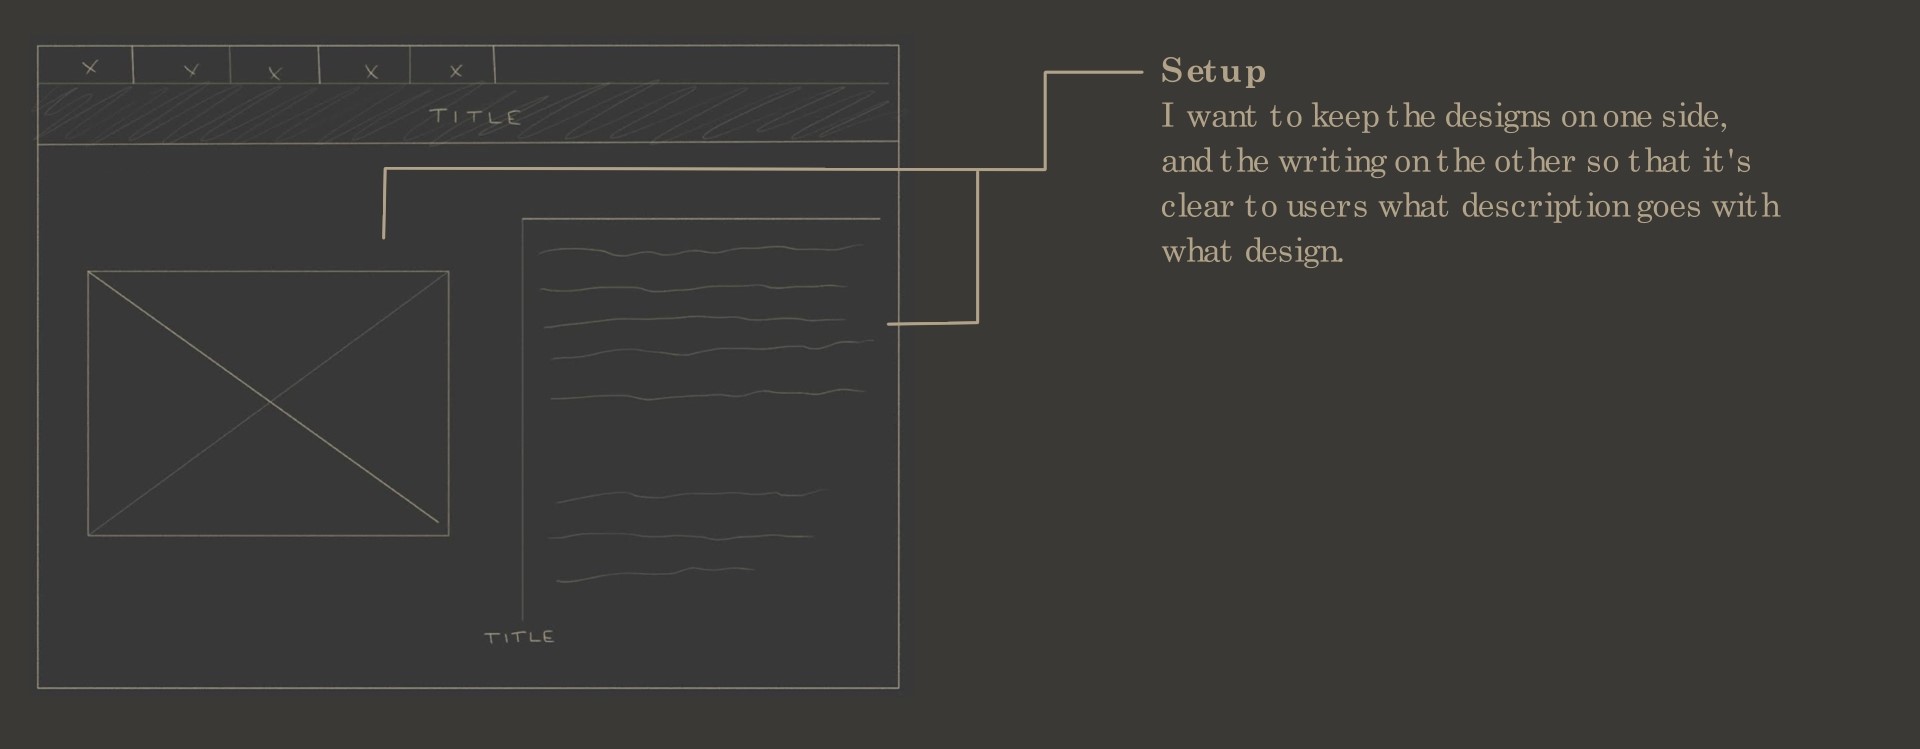 X X X X X
TITLE
TITLE
Setup
I want to keep the designs on one side,
and the writing on the other so that it's
clear to users what description goes with
what design.